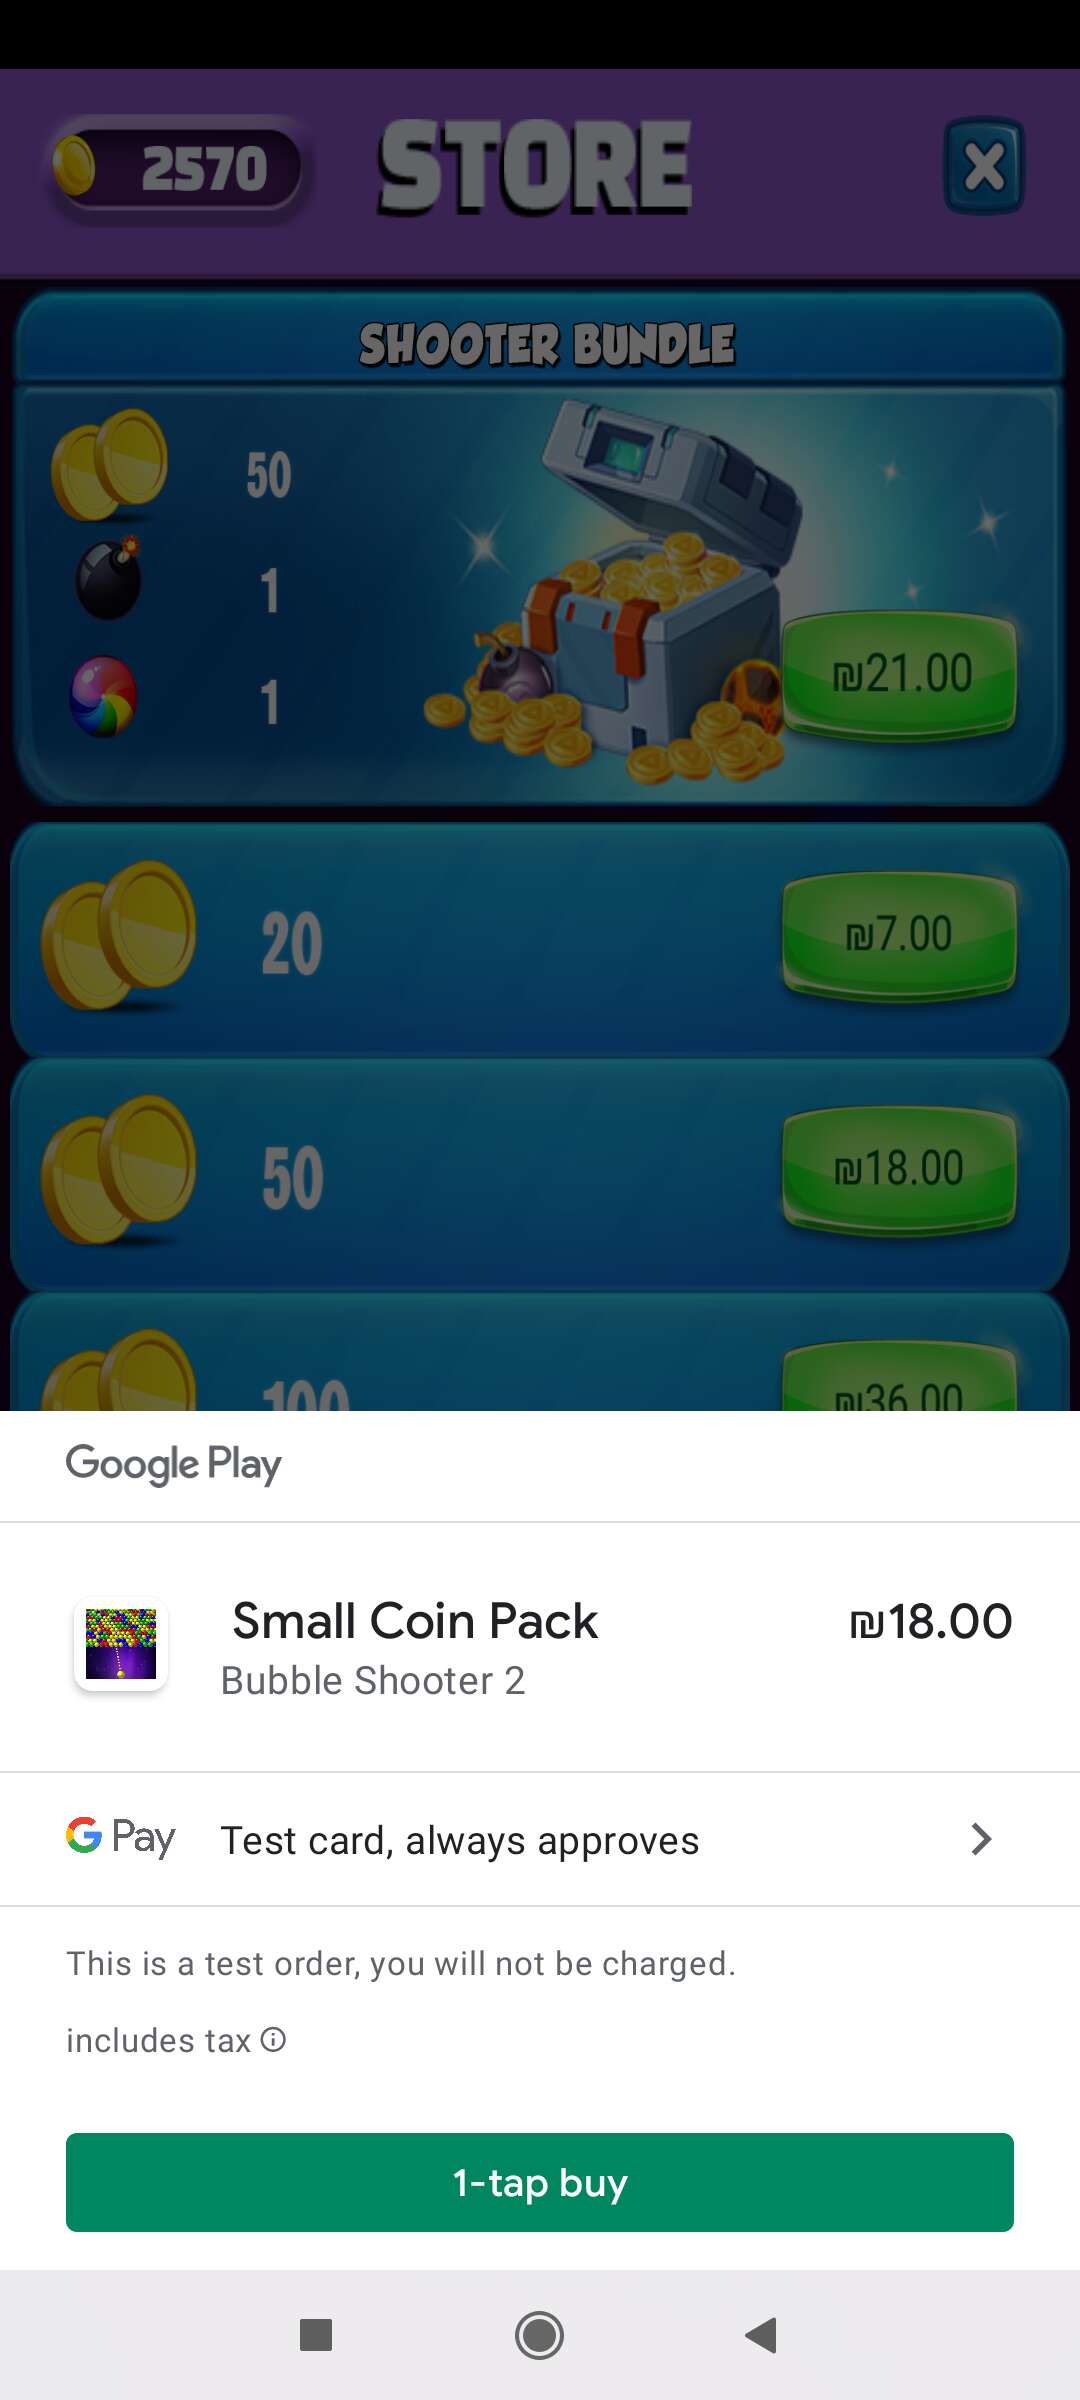 2570
STORE
SHOOTER BUNDLE
50
1
1
₪21.00
20
₪7.00
50
₪18.00
100
₪36.00
Google Play
Small Coin Pack
₪18.00
Bubble Shooter 2
G Pay
Test card, always approves
This is a test order, you will not be charged.
includes tax
1-tap buy